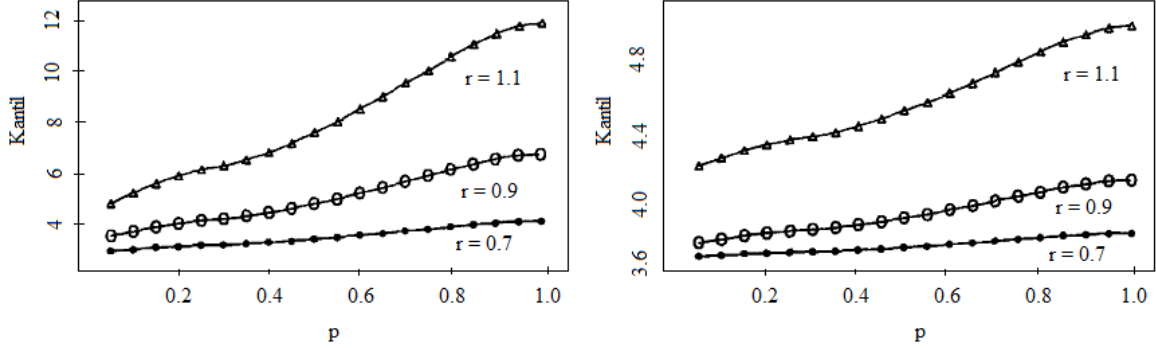 12
10
8
6
4
Kantil
r = 1.1
r = 0.9
r = 0.7
0.2 0.4 0.6 0.8 1.0
p
4.8
4.4
4.0
3.6
Kantil
r = 1.1
r = 0.9
r = 0.7
0.2 0.4 0.6 0.8 1.0
p